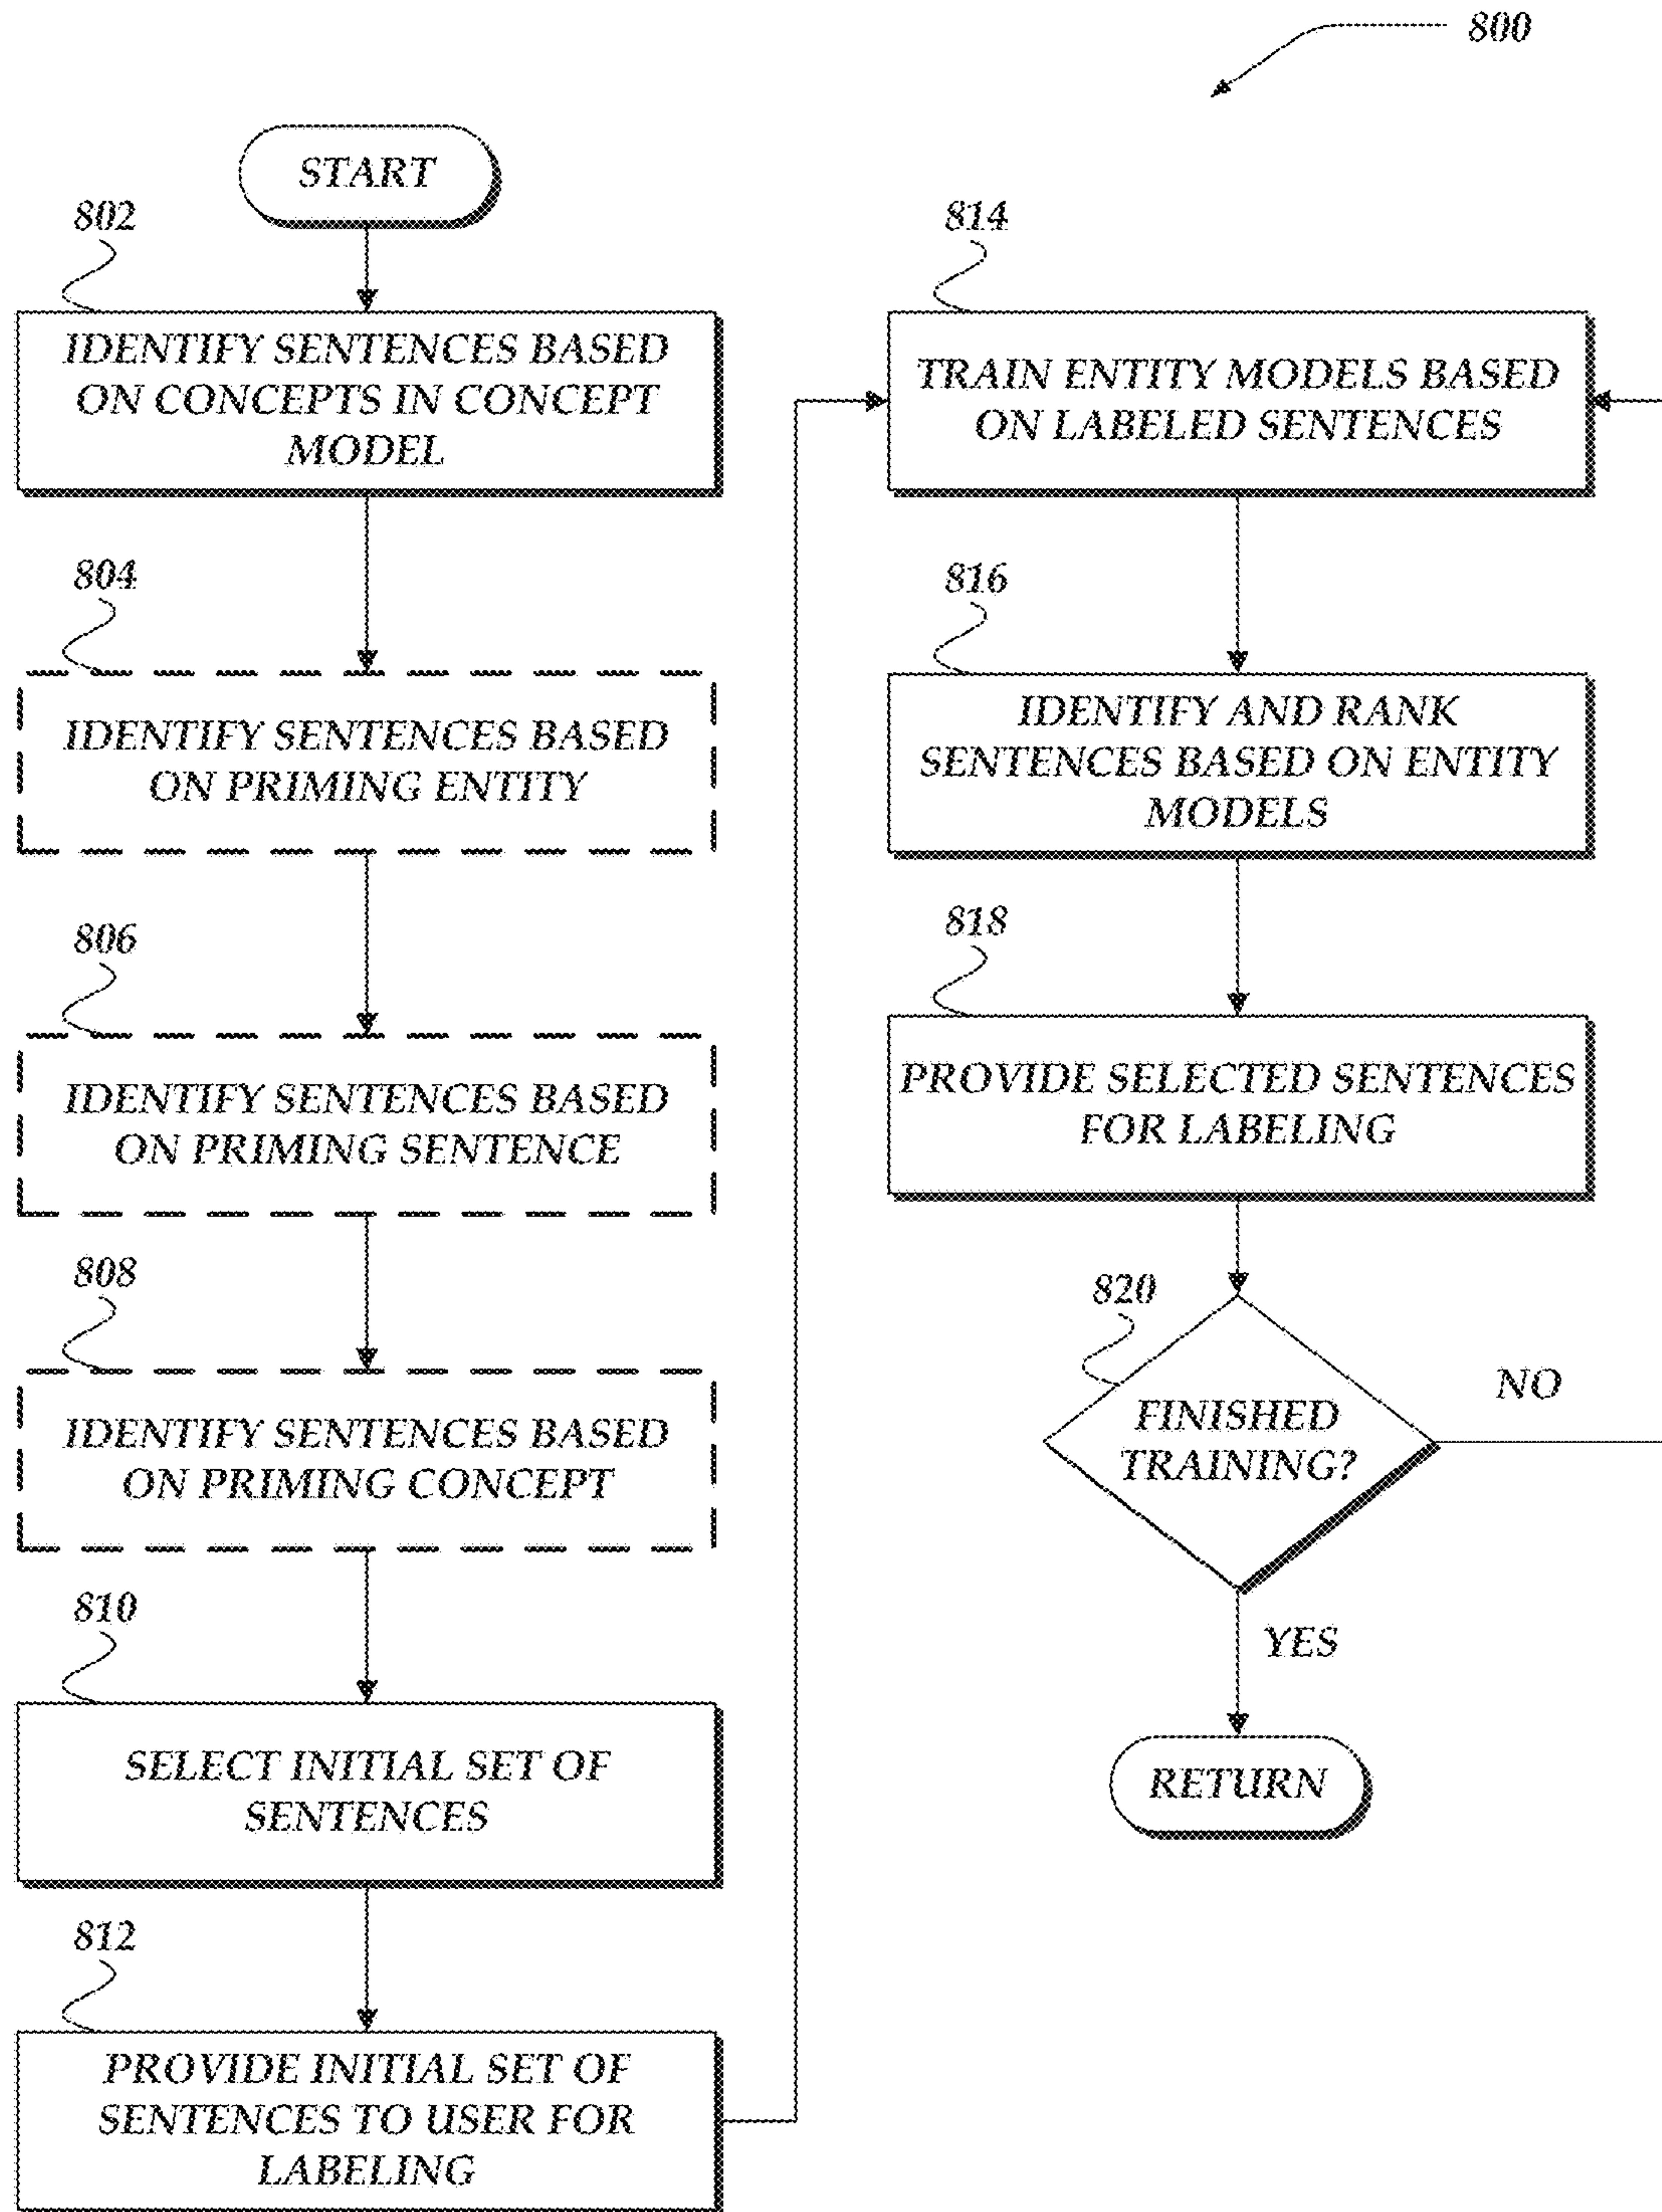 800
START
802
IDENTIFY SENTENCES BASED
ON CONCEPTS IN CONCEPT
MODEL
804
IDENTIFY SENTENCES BASED
ON PRIMING ENTITY
806
IDENTIFY SENTENCES BASED
ON PRIMING SENTENCE
808
IDENTIFY SENTENCES BASED
ON PRIMING CONCEPT
810
SELECT INITIAL SET OF
SENTENCES
812
PROVIDE INITIAL SET OF
SENTENCES TO USER FOR
LABELING
814
TRAIN ENTITY MODELS BASED
ON LABELED SENTENCES
816
IDENTIFY AND RANK
SENTENCES BASED ON ENTITY
MODELS
818
PROVIDE SELECTED SENTENCES
FOR LABELING
820
FINISHED
TRAINING?
NO
YES
RETURN